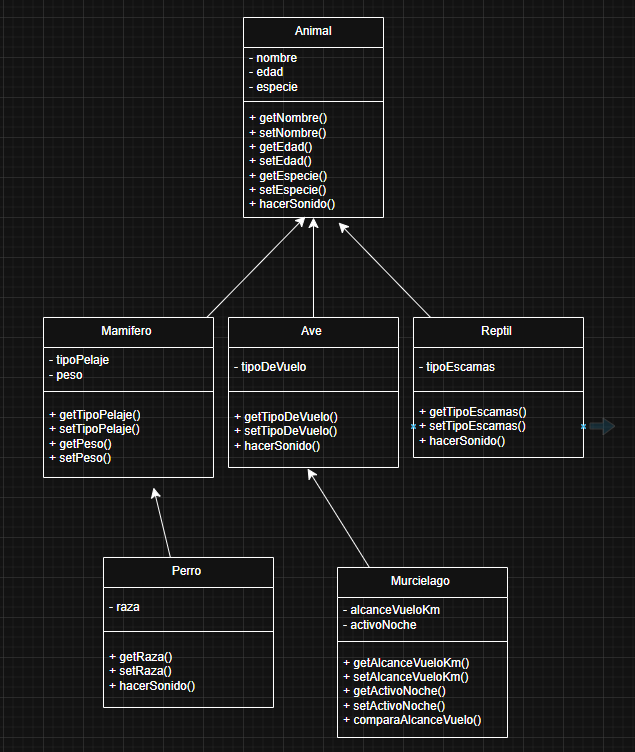 Animal
- nombre
- edad
- especie
+ getNombre()
+ setNombre()
+ getEdad()
+ setEdad()
+ getEspecie()
+ setEspecie()
+ hacerSonido()
Mamifero
- tipoPelaje
- peso
+ getTipoPelaje()
+ setTipoPelaje()
+ getPeso()
+ setPeso()
Ave
- tipoDeVuelo
+ getTipoDeVuelo()
+ setTipoDeVuelo()
+ hacerSonido()
Reptil
- tipoEscamas
+ getTipoEscamas()
+ setTipoEscamas()
+ hacerSonido()
Perro
- raza
+ getRaza()
+ setRaza()
+ hacerSonido()
Murcielago
- alcanceVueloKm
- activoNoche
+ getAlcanceVueloKm()
+ setAlcanceVueloKm()
+ getActivoNoche()
+ setActivoNoche()
+ comparaAlcanceVuelo()